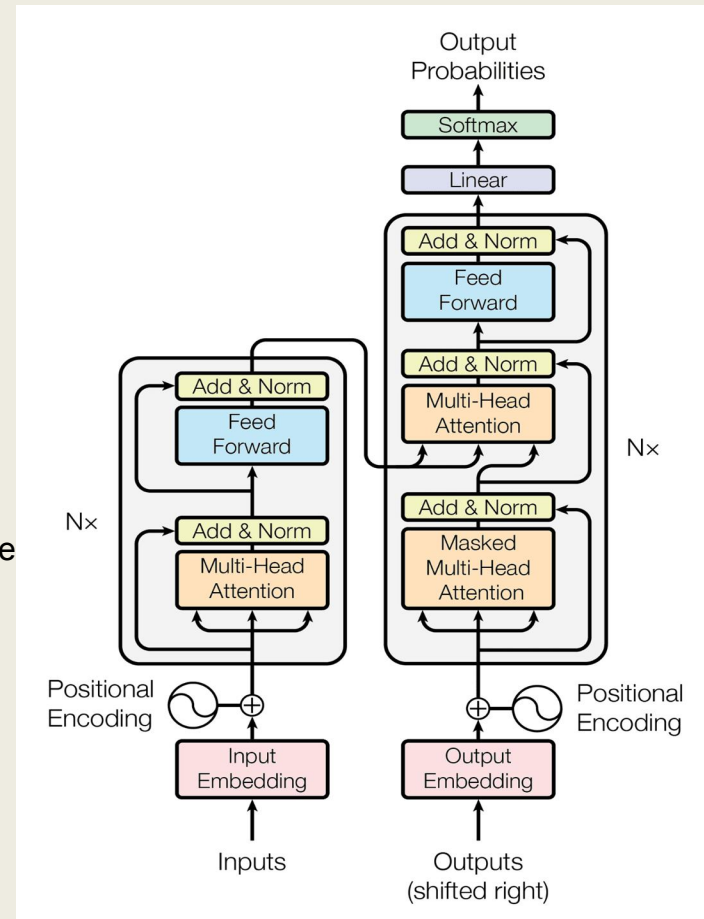 Output
Probabilities
Softmax
Linear
Add & Norm
Feed
Forward
Add & Norm
Multi-Head
Attention
Nx
Add & Norm
Masked
Multi-Head
Attention
Add & Norm
Feed
Forward
Nx
Add & Norm
Multi-Head
Attention
e
Positional
Encoding
Positional
Encoding
Input
Embedding
Output
Embedding
Inputs
Outputs
(shifted right)